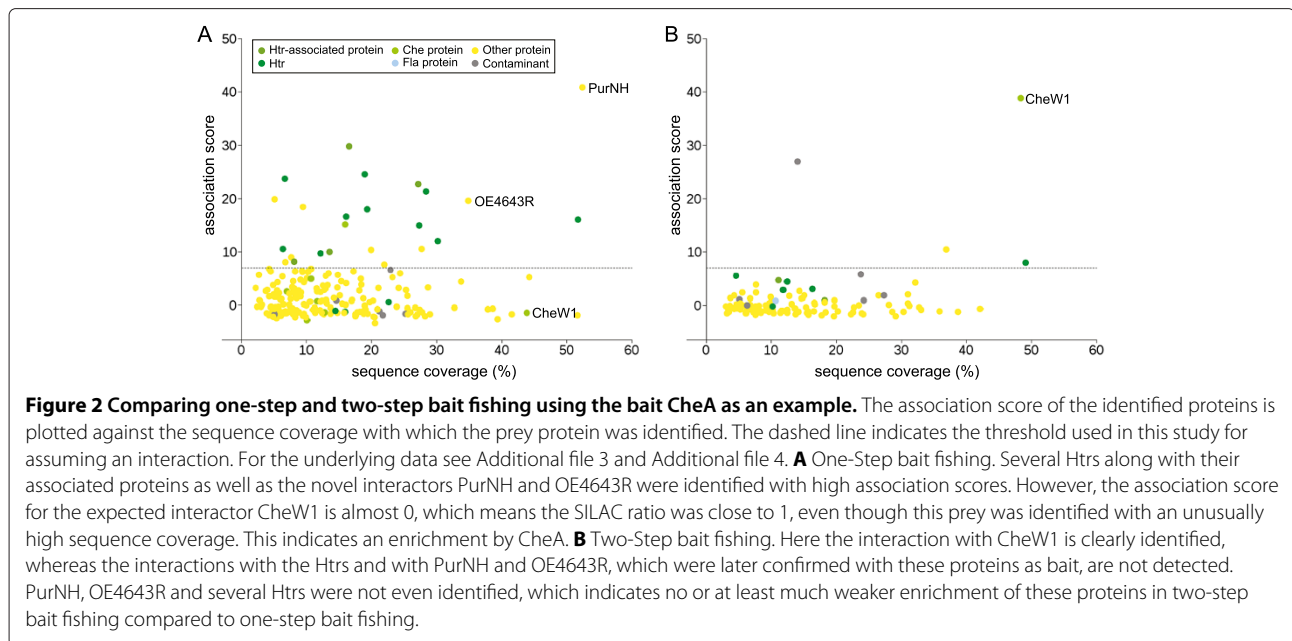 A
B
50
40
30
20
10
0
association score
Htr-associated protein
Che protein
Other protein
Htr
Fla protein
Contaminant
PurNH
OE4643R
CheW1
0 10 20 30 40 50 60
sequence coverage (%)
50
40
30
20
10
0
association score
CheW1
0 10 20 30 40 50 60
sequence coverage (%)
Figure 2 Comparing one-step and two-step bait fishing using the bait CheA as an example. The association score of the identified proteins is
plotted against the sequence coverage with which the prey protein was identified. The dashed line indicates the threshold used in this study for
assuming an interaction. For the underlying data see Additional file 3 and Additional file 4. A One-Step bait fishing. Several Htrs along with their
associated proteins as well as the novel interactors PurNH and OE4643R were identified with high association scores. However, the association score
for the expected interactor CheW1 is almost 0, which means the SILAC ratio was close to 1, even though this prey was identified with an unusually
high sequence coverage. This indicates an enrichment by CheA. B Two-Step bait fishing. Here the interaction with CheW1 is clearly identified,
whereas the interactions with the Htrs and with PurNH and OE4643R, which were later confirmed with these proteins as bait, are not detected.
PurNH, OE4643R and several Htrs were not even identified, which indicates no or at least much weaker enrichment of these proteins in two-step
bait fishing compared to one-step bait fishing.